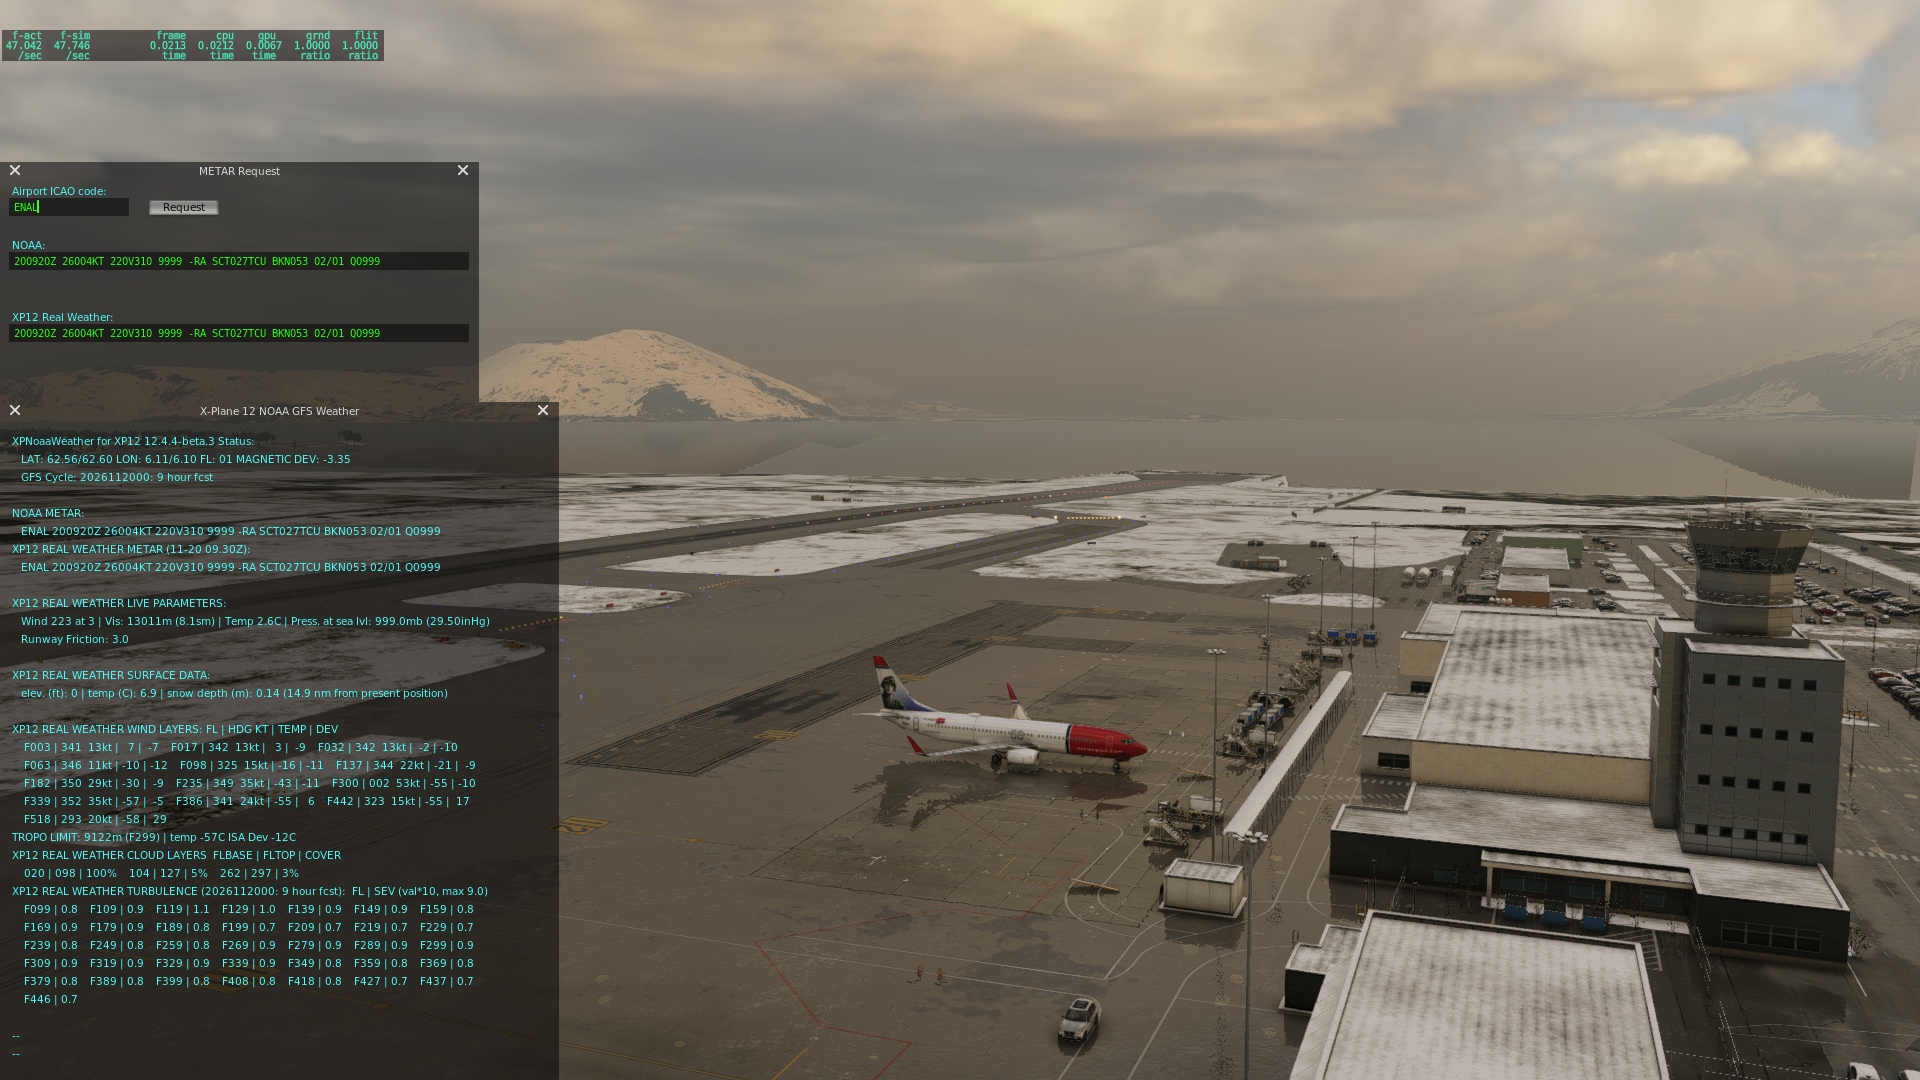 f-act f-sim frame cpu gpu grnd flit
47.042 47.746 0.0213 0.0212 0.0067 1.0000 1.0000
/sec /sec time time time ratio ratio
METAR Request
Airport ICAO code:
ENAL
Request
NOAA:
200920Z 26004KT 220V310 9999 -RA SCT027TCU BKN053 02/01 Q0999
XP12 Real Weather:
200920Z 26004KT 220V310 9999 -RA SCT027TCU BKN053 02/01 Q0999
X-Plane 12 NOAA GFS Weather
XPNoaaWeather for XP12 12.4.4-beta.3 Status:
LAT: 62.56/62.60 LON: 6.11/6.10 FL: 01 MAGNETIC DEV: -3.35
GFS Cycle: 2026112000: 9 hour fcst
NOAA METAR:
ENAL 200920Z 26004KT 220V310 9999 -RA SCT027TCU BKN053 02/01 Q0999
XP12 REAL WEATHER METAR (11-20 09.30Z):
ENAL 200920Z 26004KT 220V310 9999 -RA SCT027TCU BKN053 02/01 Q0999
XP12 REAL WEATHER LIVE PARAMETERS:
Wind 223 at 3 | Vis: 13011m (8.1sm) | Temp 2.6C | Press. at sea lvl: 999.0mb (29.50inHg)
Runway Friction: 3.0
XP12 REAL WEATHER SURFACE DATA:
elev. (ft): 0 | temp (C): 6.9 | snow depth (m): 0.14 (14.9 nm from present position)
XP12 REAL WEATHER WIND LAYERS: FL | HDG KT | TEMP | DEV
F003 | 341 13kt | 7 | -7 F017 | 342 13kt | 3 | -9 F032 | 342 13kt | -2 | -10
F063 | 346 11kt | -10 | -12 F098 | 325 15kt | -16 | -11 F137 | 344 22kt | -21 | -9
F182 | 350 29kt | -30 | -9 F235 | 349 35kt | -43 | -11 F300 | 002 53kt | -55 | -10
F339 | 352 35kt | -57 | -5 F386 | 341 24kt | -55 | 6 F442 | 323 15kt | -55 | 17
F518 | 293 20kt | -58 | 29
TROPO LIMIT: 9122m (F299) | temp -57C ISA Dev -12C
XP12 REAL WEATHER CLOUD LAYERS FLBASE | FLTOP | COVER
020 | 098 | 100% 104 | 127 | 5% 262 | 297 | 3%
XP12 REAL WEATHER TURBULENCE (2026112000: 9 hour fcst): FL | SEV (val*10, max 9.0)
F099 | 0.8 F109 | 0.9 F119 | 1.1 F129 | 1.0 F139 | 0.9 F149 | 0.9 F159 | 0.8
F169 | 0.9 F179 | 0.9 F189 | 0.8 F199 | 0.7 F209 | 0.7 F219 | 0.7 F229 | 0.7
F239 | 0.8 F249 | 0.8 F259 | 0.8 F269 | 0.9 F279 | 0.9 F289 | 0.9 F299 | 0.9
F309 | 0.9 F319 | 0.9 F329 | 0.9 F339 | 0.9 F349 | 0.8 F359 | 0.8 F369 | 0.8
F379 | 0.8 F389 | 0.8 F399 | 0.8 F408 | 0.8 F418 | 0.8 F427 | 0.7 F437 | 0.7
F446 | 0.7
--
--